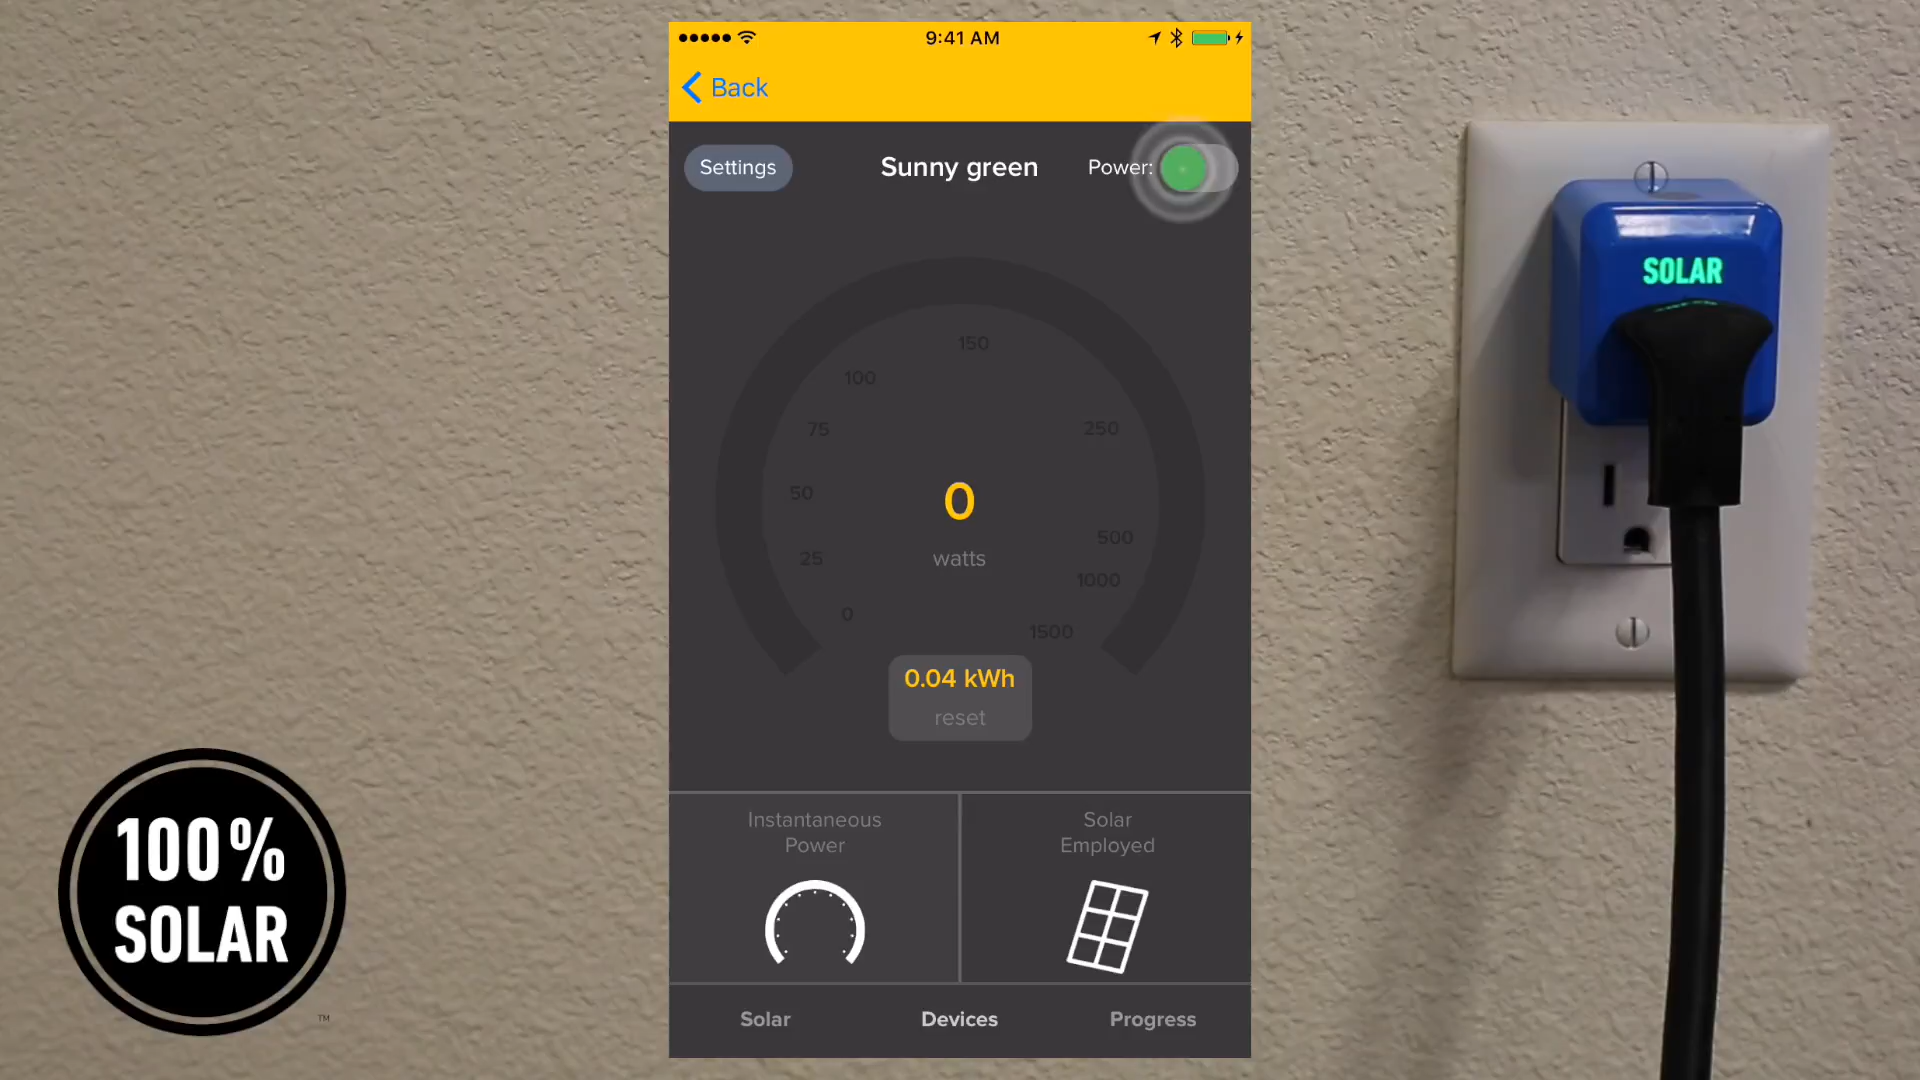 9:41 AM
Back
Settings
Sunny green
Power:
150
100
75
250
50
0
500
25
watts
1000
0
1500
0.04 kWh
reset
Instantaneous
Power
Solar
Employed
Solar
Devices
Progress
SOLAR
100%
SOLAR
TM